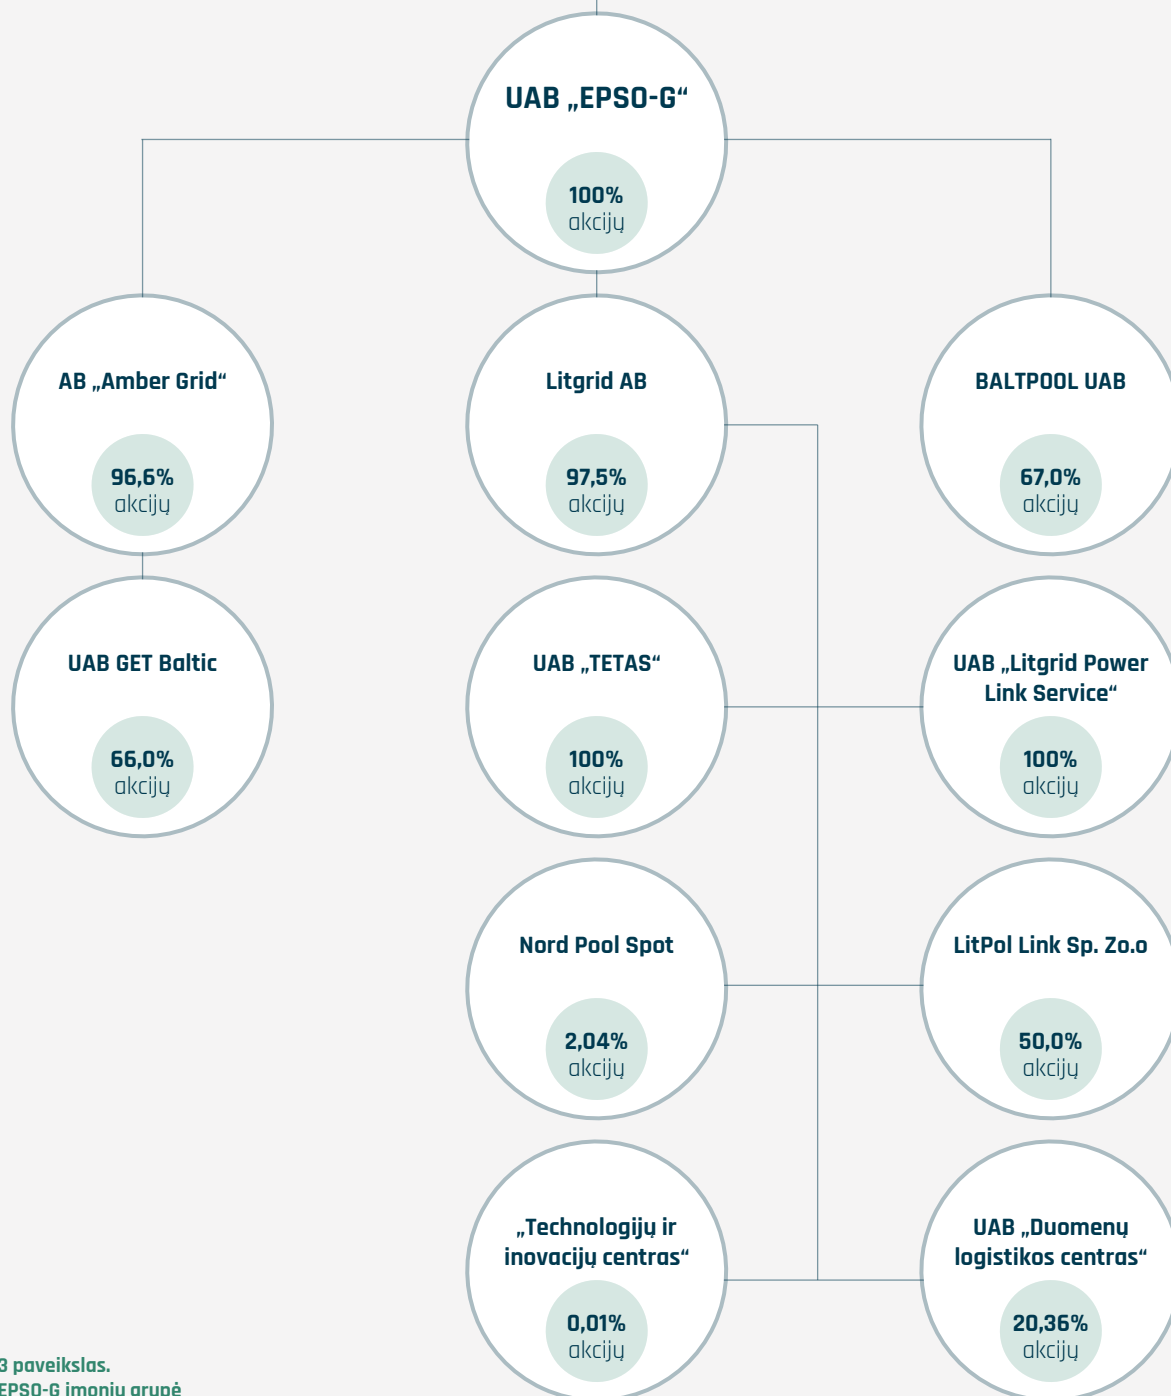 UAB „EPSO-G“
100%
akcijų
AB „Amber Grid“
96,6%
akcijų
Litgrid AB
97,5%
akcijų
BALTPOOL UAB
67,0%
akcijų
UAB GET Baltic
66,0%
akcijų
UAB „TETAS“
100%
akcijų
UAB „Litgrid Power
Link Service“
100%
akcijų
Nord Pool Spot
2,04%
akcijų
LitPol Link Sp. Zo.o
50,0%
akcijų
„Technologijų ir
inovacijų centras“
0,01%
akcijų
UAB „Duomenų
logistikos centras“
20,36%
akcijų
3 paveikslas.
EPSO-G įmonių grupė